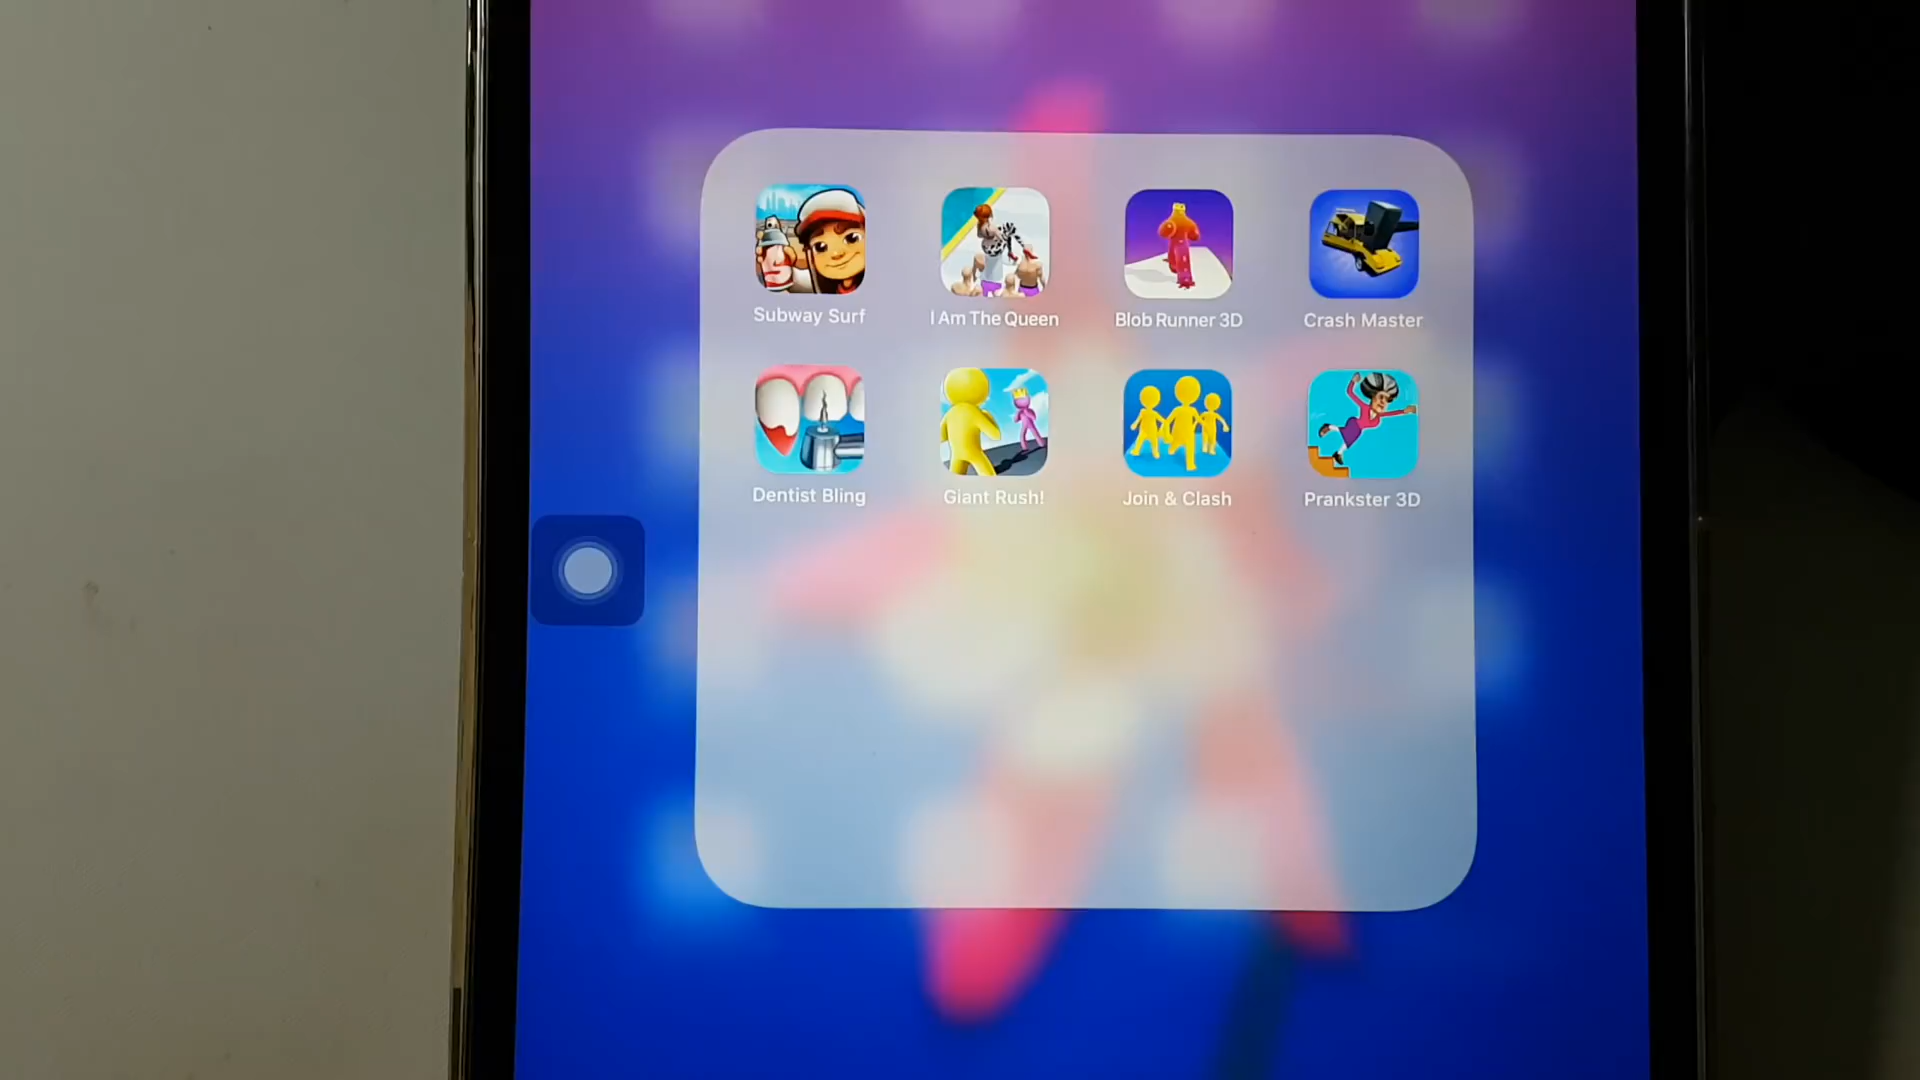 Subway Surf
I Am The Queen
Blob Runner 3D
Crash Master
Dentist Bling
Giant Rush!
Join & Clash
Prankster 3D